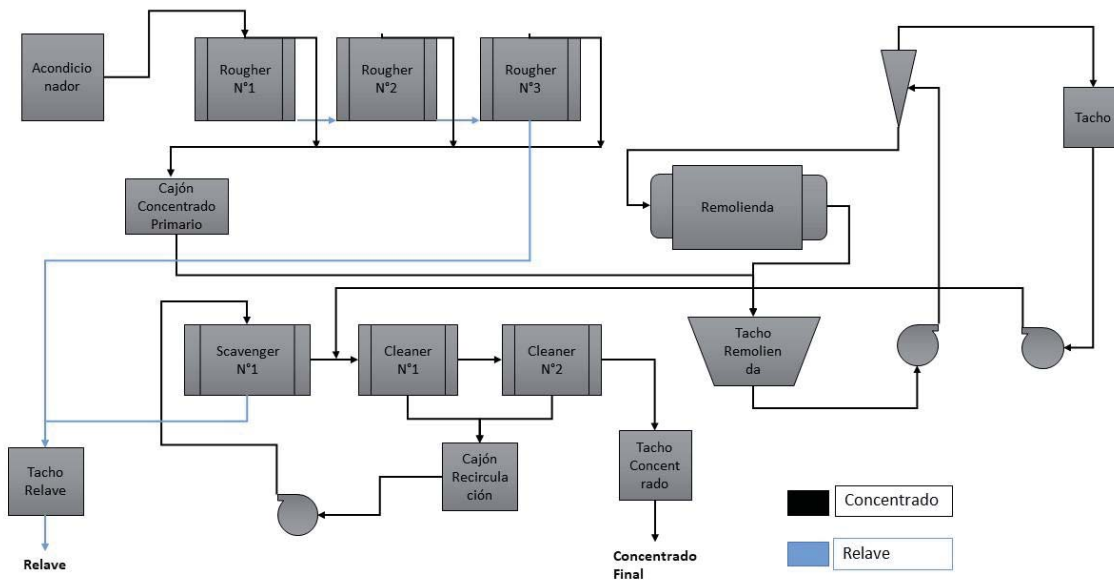 Acondicio
nador
Rougher
N°1
Rougher
N°2
Rougher
N°3
Tacho
Cajón
Concentrado
Primario
Remolienda
Scavenger
N°1
Cleaner
N°1
Cleaner
N°2
Tacho
Remolien
da
Tacho
Relave
Cajón
Recircula
ción
Tacho
Concent
rado
Concentrado
Relave
Relave
Concentrado
Final